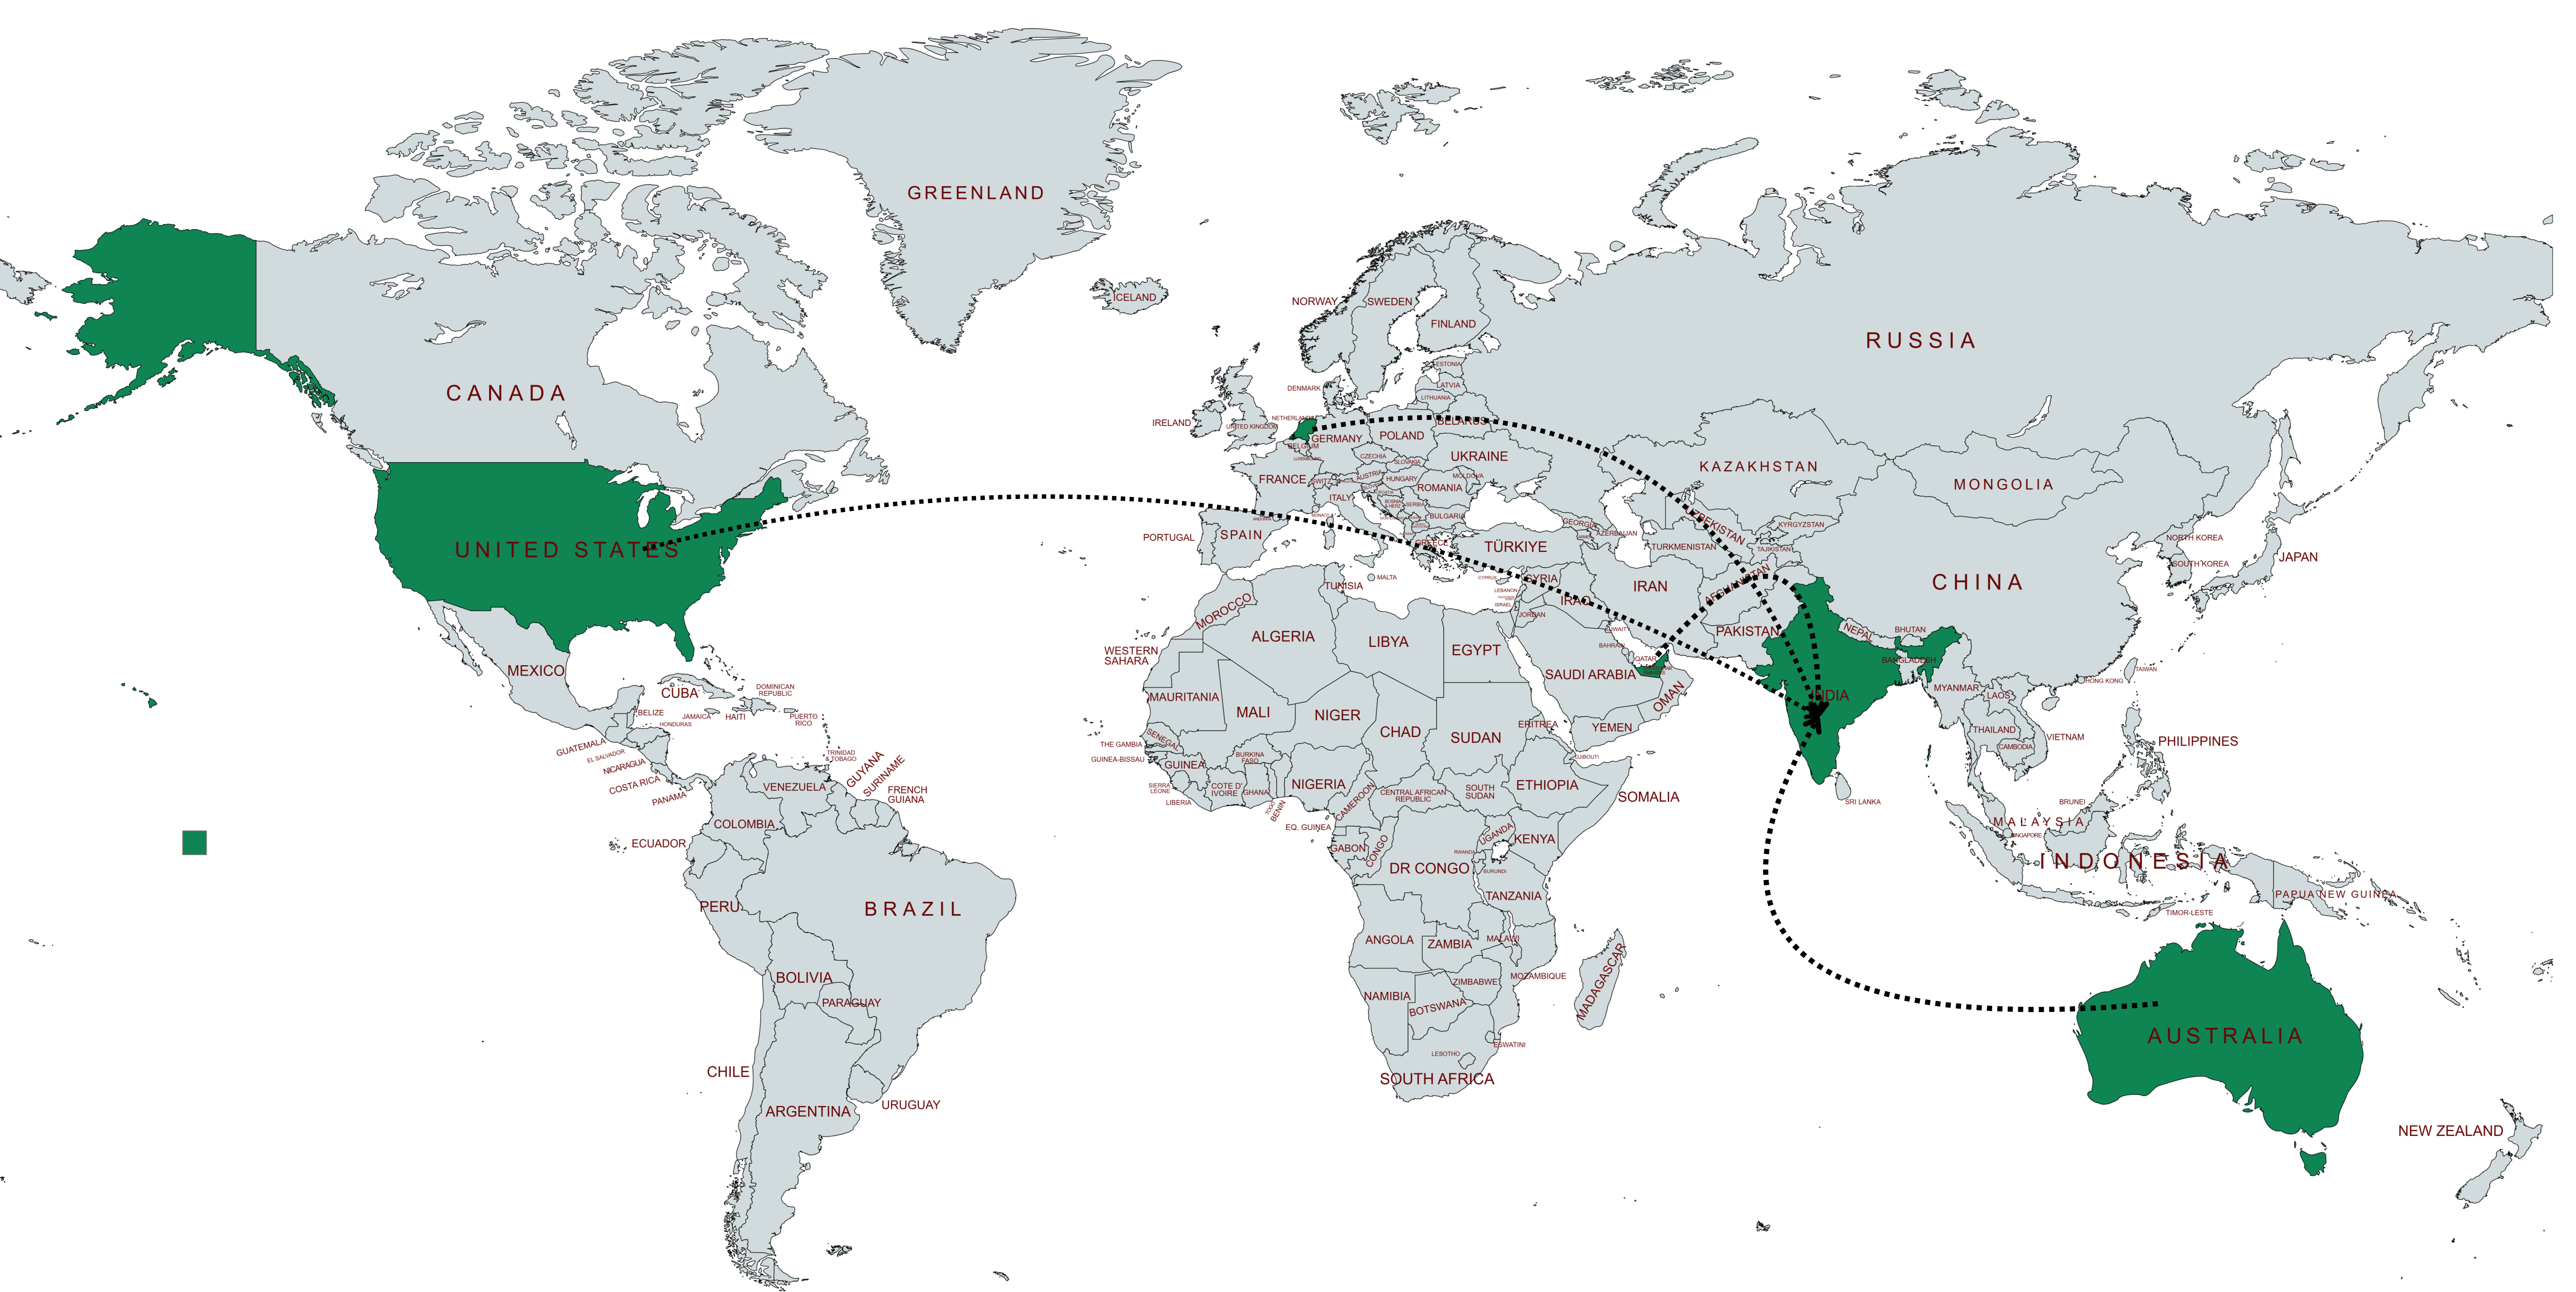 GREENLAND
ICELAND
NORWAY
SWEDEN
FINLAND
RUSSIA
ESTONIA
LATVIA
LITHUANIA
DENMARK
CANADA
IRELAND
UNITED KINGDOM
NETHERLANDS
BELARUS
GERMANY
POLAND
BELGIUM
LUXEMBOURG
CZECHIA
SLOVAKIA
UKRAINE
KAZAKHSTAN
MONGOLIA
FRANCE
SWITZ.
AUSTRIA
HUNGARY
MOLDOVA
ROMANIA
ITALY
BOSNIA
& HERZ.
SERBIA
MONACO
BULGARIA
ANDORRA
GEORGIA
AZERBAIJAN
UZBEKISTAN
KYRGYZSTAN
PORTUGAL
SPAIN
GREECE
TÜRKIYE
TURKMENISTAN
TAJIKISTAN
NORTH KOREA
SOUTH KOREA
JAPAN
UNITED STATES
CHINA
TUNISIA
MALTA
CYPRUS
SYRIA
LEBANON
ISRAEL
IRAQ
IRAN
AFGHANISTAN
JORDAN
MOROCCO
ALGERIA
LIBYA
EGYPT
KUWAIT
BAHRAIN
QATAR
PAKISTAN
NEPAL
BHUTAN
BANGLADESH
WESTERN
SAHARA
SAUDI ARABIA
OMAN
INDIA
MYANMAR
LAOS
HONG KONG
TAIWAN
MEXICO
CUBA
DOMINICAN
REPUBLIC
BELIZE
JAMAICA
HAITI
PUERTO
RICO
HONDURAS
GUATEMALA
EL SALVADOR
NICARAGUA
COSTA RICA
PANAMA
TRINIDAD
& TOBAGO
GUYANA
SURINAME
FRENCH
GUIANA
VENEZUELA
COLOMBIA
ECUADOR
MAURITANIA
MALI
NIGER
CHAD
SUDAN
ERITREA
YEMEN
THAILAND
VIETNAM
CAMBODIA
PHILIPPINES
THE GAMBIA
SENEGAL
GUINEA-BISSAU
GUINEA
BURKINA
FASO
SIERRA
LEONE
LIBERIA
COTE D'
IVOIRE
GHANA
TOGO
BENIN
NIGERIA
CAMEROON
CENTRAL AFRICAN
REPUBLIC
SOUTH
SUDAN
ETHIOPIA
DJIBOUTI
SOMALIA
SRI LANKA
BRUNEI
MALAYSIA
SINGAPORE
INDONESIA
PAPUA NEW GUINEA
TIMOR-LESTE
EQ. GUINEA
GABON
CONGO
DR CONGO
UGANDA
KENYA
RWANDA
BURUNDI
TANZANIA
PERU
BRAZIL
BOLIVIA
PARAGUAY
CHILE
ARGENTINA
URUGUAY
ANGOLA
ZAMBIA
MALAWI
MOZAMBIQUE
ZIMBABWE
NAMIBIA
BOTSWANA
MADAGASCAR
ESWATINI
LESOTHO
SOUTH AFRICA
AUSTRALIA
NEW ZEALAND